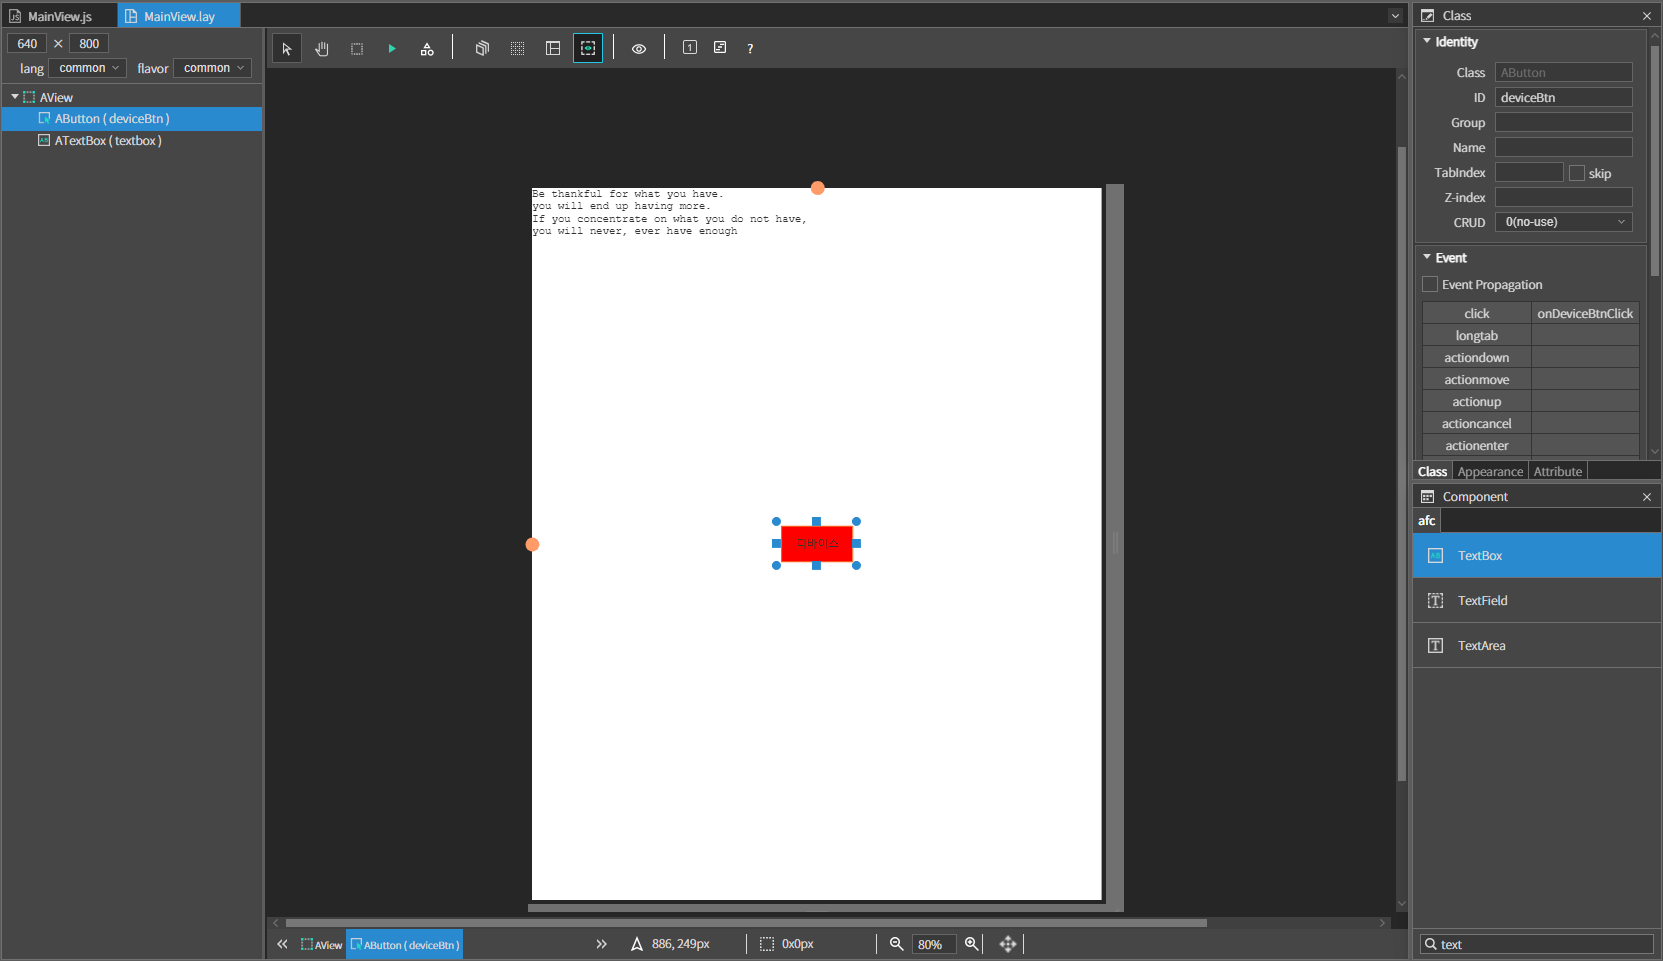 MainView.js
MainView.lay
640 × 800
lang common flavor common
AView
AButton ( deviceBtn )
ATextBox ( textbox )
1
?
Be thankful for what you have.
you will end up having more.
If you concentrate on what you do not have,
you will never, ever have enough
디바이스
AView
AButton ( deviceBtn )
886, 249px
0x0px
80%
Class
Identity
Class AButton
ID deviceBtn
Group
Name
TabIndex skip
Z-index
CRUD 0(no-use)
Event
Event Propagation
click onDeviceBtnClick
longtab
actiondown
actionmove
actionup
actioncancel
actionenter
Class Appearance Attribute
Component
afc
TextBox
TextField
TextArea
text